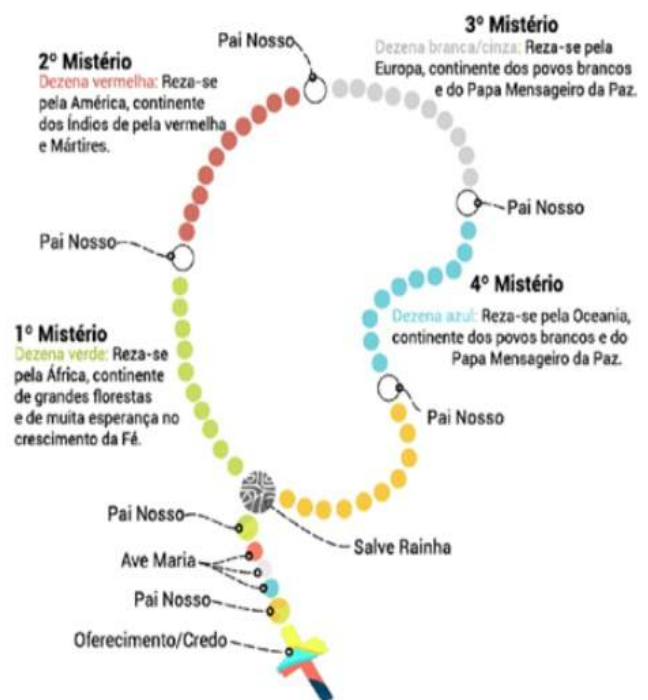 Pai Nosso
3º Mistério
Dezena branca/cinza: Reza-se pela
Europa, continente dos povos brancos
e do Papa Mensageiro da Paz.
2º Mistério
Dezena vermelha: Reza-se
pela América, continente
dos Índios de pela vermelha
e Mártires.
Pai Nosso
Pai Nosso
4º Mistério
Dezena azul: Reza-se pela Oceania,
continente dos povos brancos e do
Papa Mensageiro da Paz.
1º Mistério
Dezena verde: Reza-se
pela África, continente
de grandes florestas
e de muita esperança no
crescimento da Fé.
Pai Nosso
Pai Nosso
Salve Rainha
Ave Maria
Pai Nosso
Oferecimento/Credo